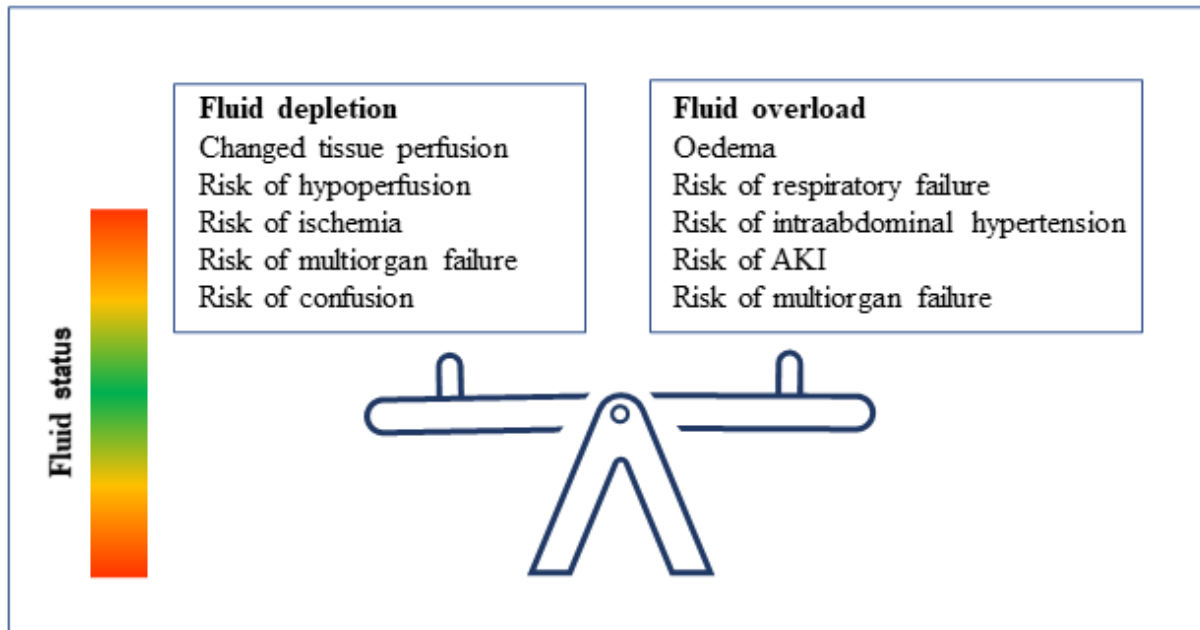 Fluid depletion
Changed tissue perfusion
Risk of hypoperfusion
Risk of ischemia
Risk of multiorgan failure
Risk of confusion
Fluid overload
Oedema
Risk of respiratory failure
Risk of intraabdominal hypertension
Risk of AKI
Risk of multiorgan failure
Fluid status